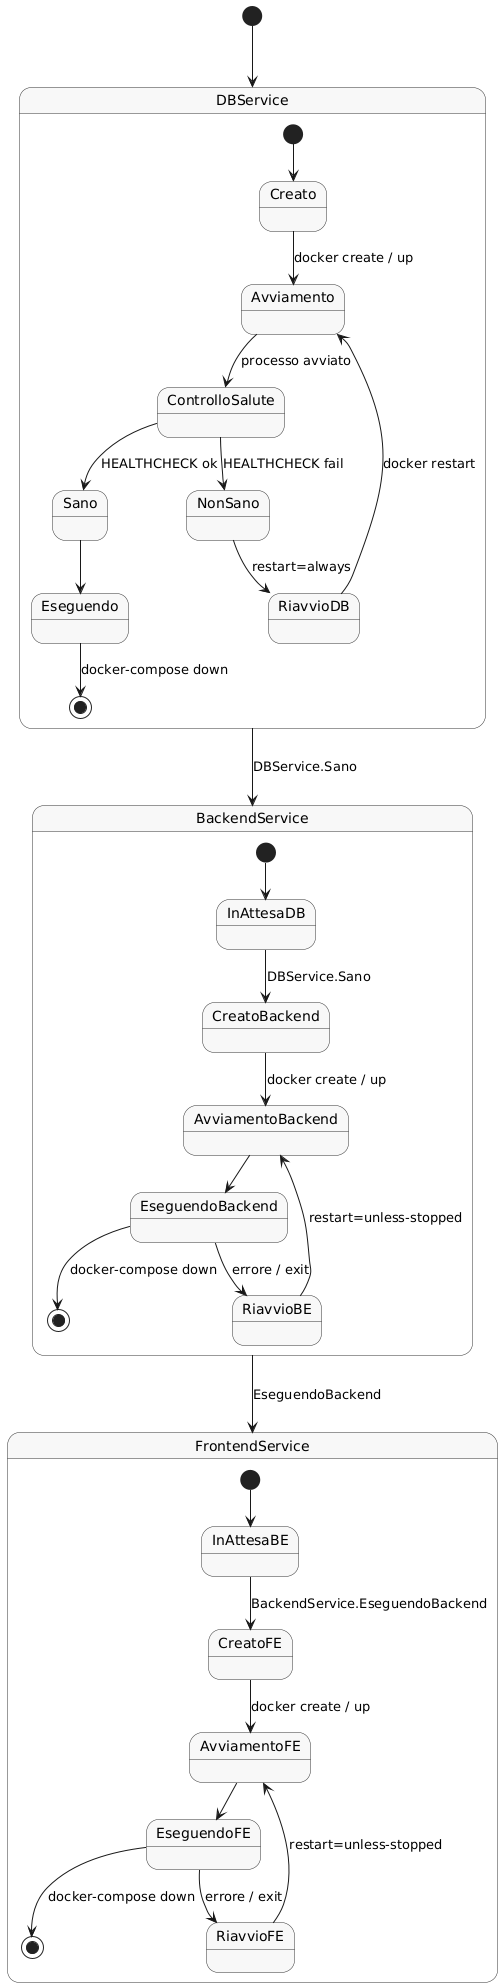 DBService
Creato
docker create / up
Avviamento
processo avviato
ControlloSalute
HEALTHCHECK ok
HEALTHCHECK fail
docker restart
Sano
NonSano
restart=always
Eseguendo
RiavvioDB
docker-compose down
DBService.Sano
BackendService
InAttesaDB
DBService.Sano
CreatoBackend
docker create / up
AvviamentoBackend
EseguendoBackend
restart=unless-stopped
docker-compose down
errore / exit
RiavvioBE
EseguendoBackend
FrontendService
InAttesaBE
BackendService.EseguendoBackend
CreatoFE
docker create / up
AvviamentoFE
EseguendoFE
restart=unless-stopped
docker-compose down
errore / exit
RiavvioFE